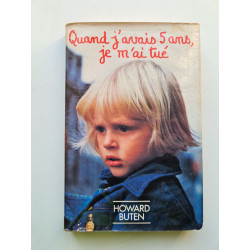 Quand j'avais 5 ans,
je m'ai tué
HOWARD
BUTEN